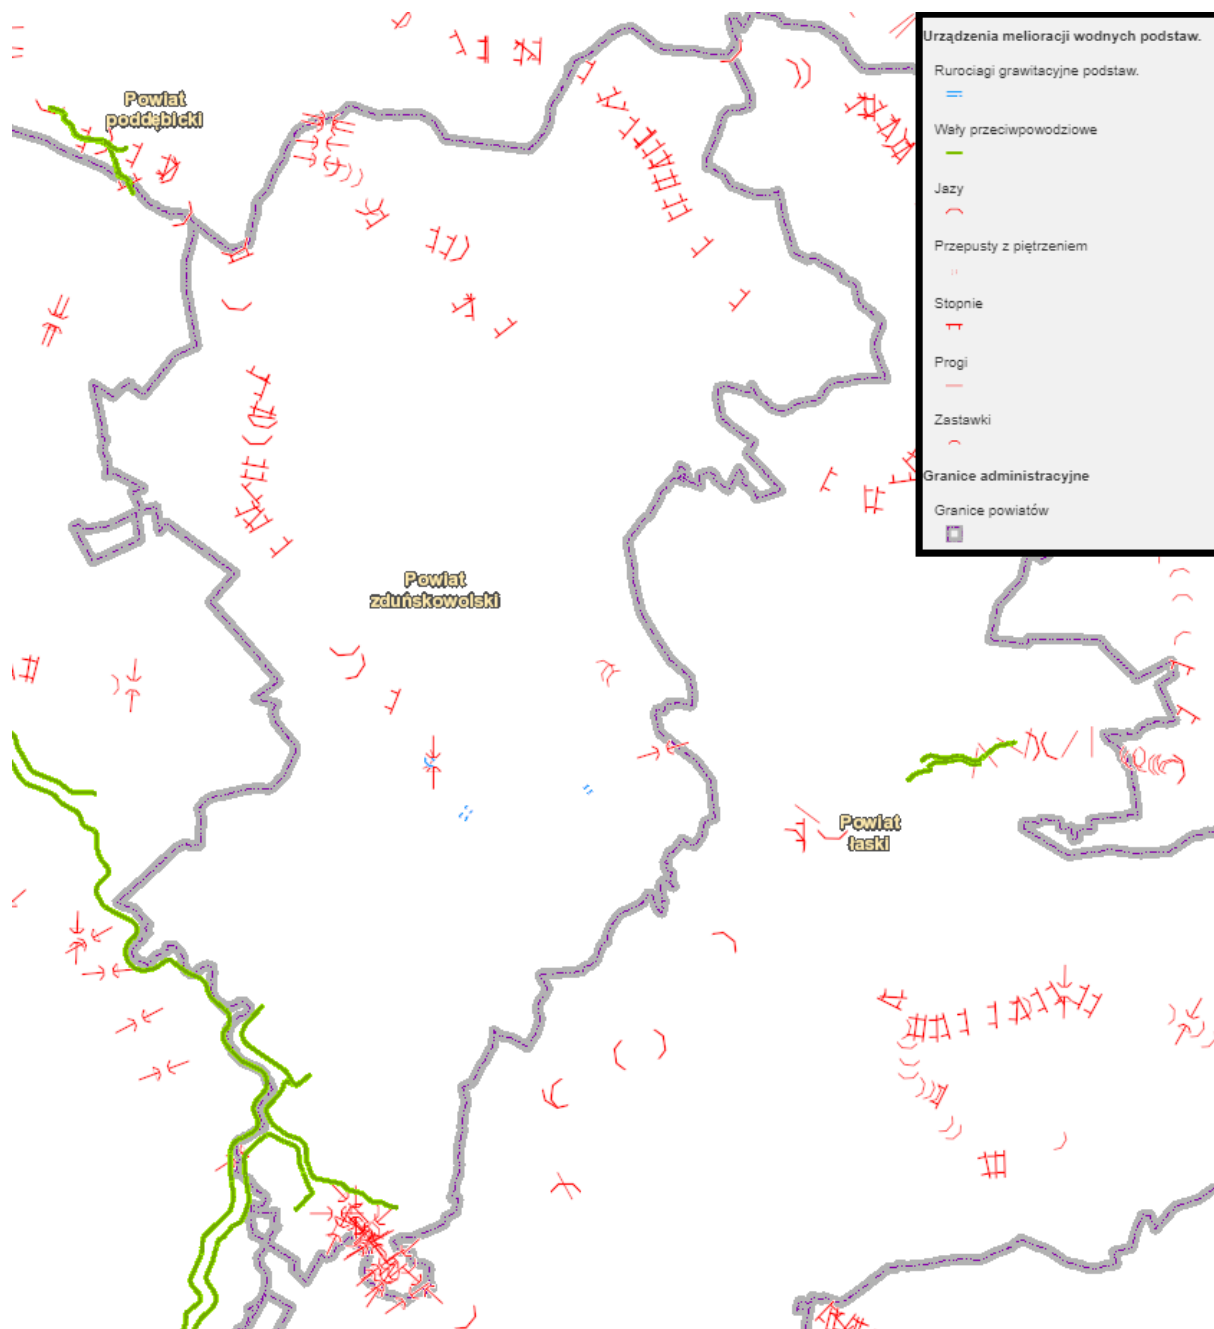 Urządzenia melioracji wodnych podstaw.
Rurociagi grawitacyjne podstaw.
Wały przeciwpowodziowe
Jazy
Przepusty z piętrzeniem
Stopnie
Progi
Zastawki
Granice administracyjne
Granice powiatów
Powiat
poddębicki
Powiat
zduńskowolski
Powiat
łaski